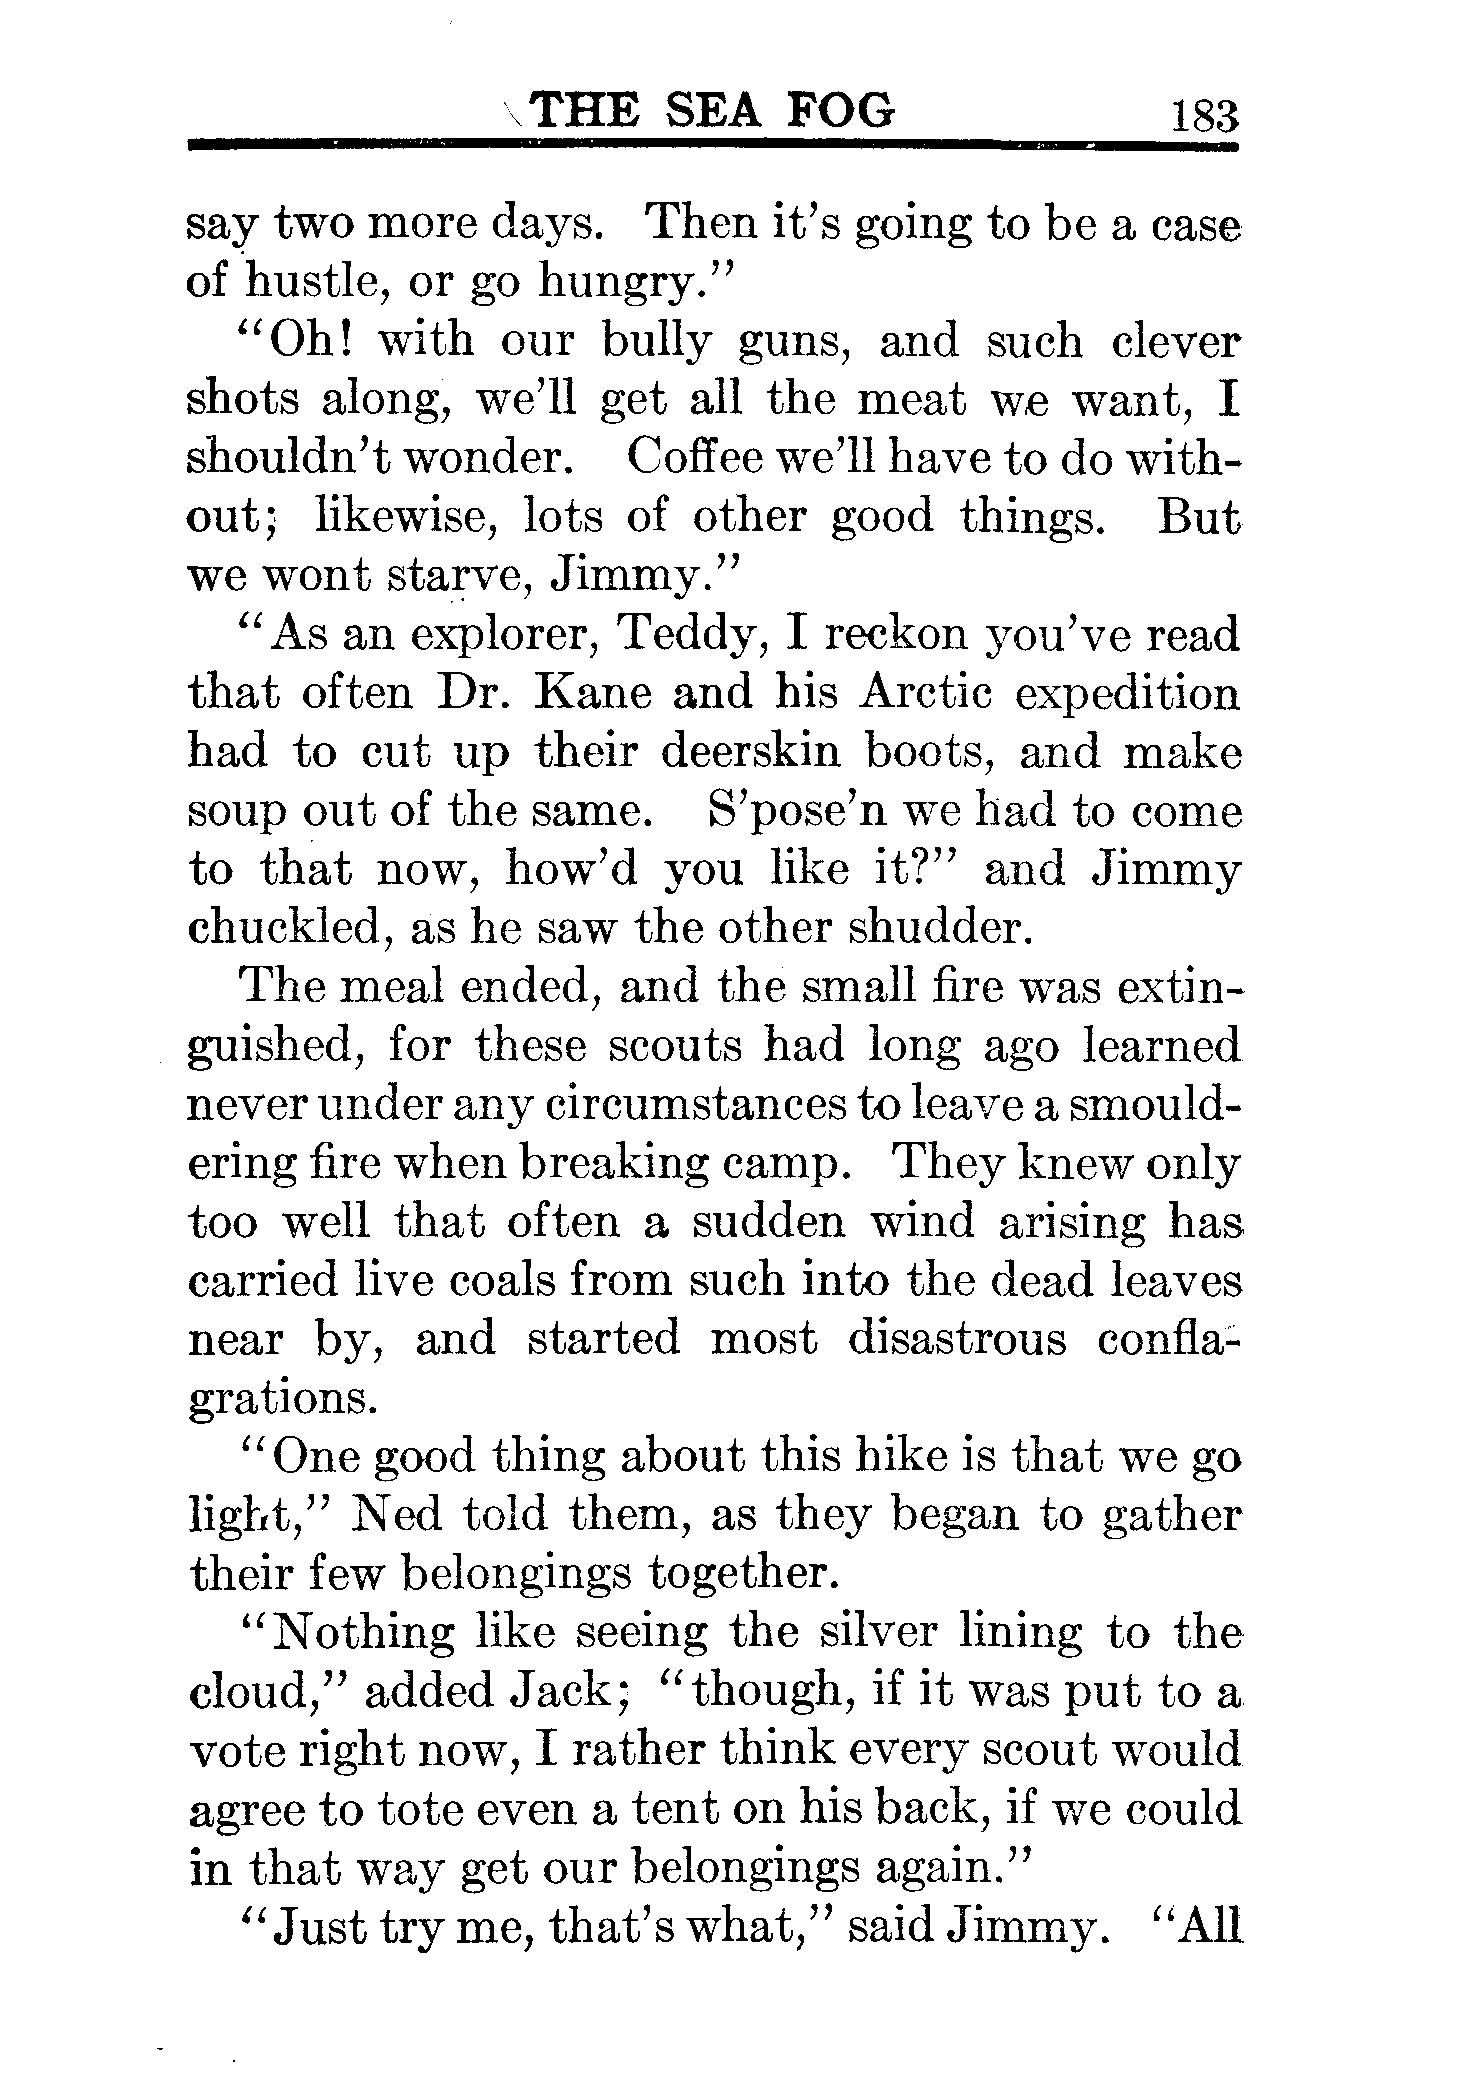 THE SEA FOG 183
say two more days. Then it's going to be a case
of hustle, or go hungry."
"Oh! with our bully guns, and such clever
shots along, we'll get all the meat we want, I
shouldn't wonder. Coffee we'll have to do with-
out; likewise, lots of other good things. But
we wont starve, Jimmy."
"As an explorer, Teddy, I reckon you've read
that often Dr. Kane and his Arctic expedition
had to cut up their deerskin boots, and make
soup out of the same. S'pose'n we had to come
to that now, how'd you like it?" and Jimmy
chuckled, as he saw the other shudder.
The meal ended, and the small fire was extin-
guished, for these scouts had long ago learned
never under any circumstances to leave a smould-
ering fire when breaking camp. They knew only
too well that often a sudden wind arising has
carried live coals from such into the dead leaves
near by, and started most disastrous confla-
grations.
"One good thing about this hike is that we go
light," Ned told them, as they began to gather
their few belongings together.
"Nothing like seeing the silver lining to the
cloud," added Jack; "though, if it was put to a
vote right now, I rather think every scout would
agree to tote even a tent on his back, if we could
in that way get our belongings again."
"Just try me, that's what," said Jimmy. "All